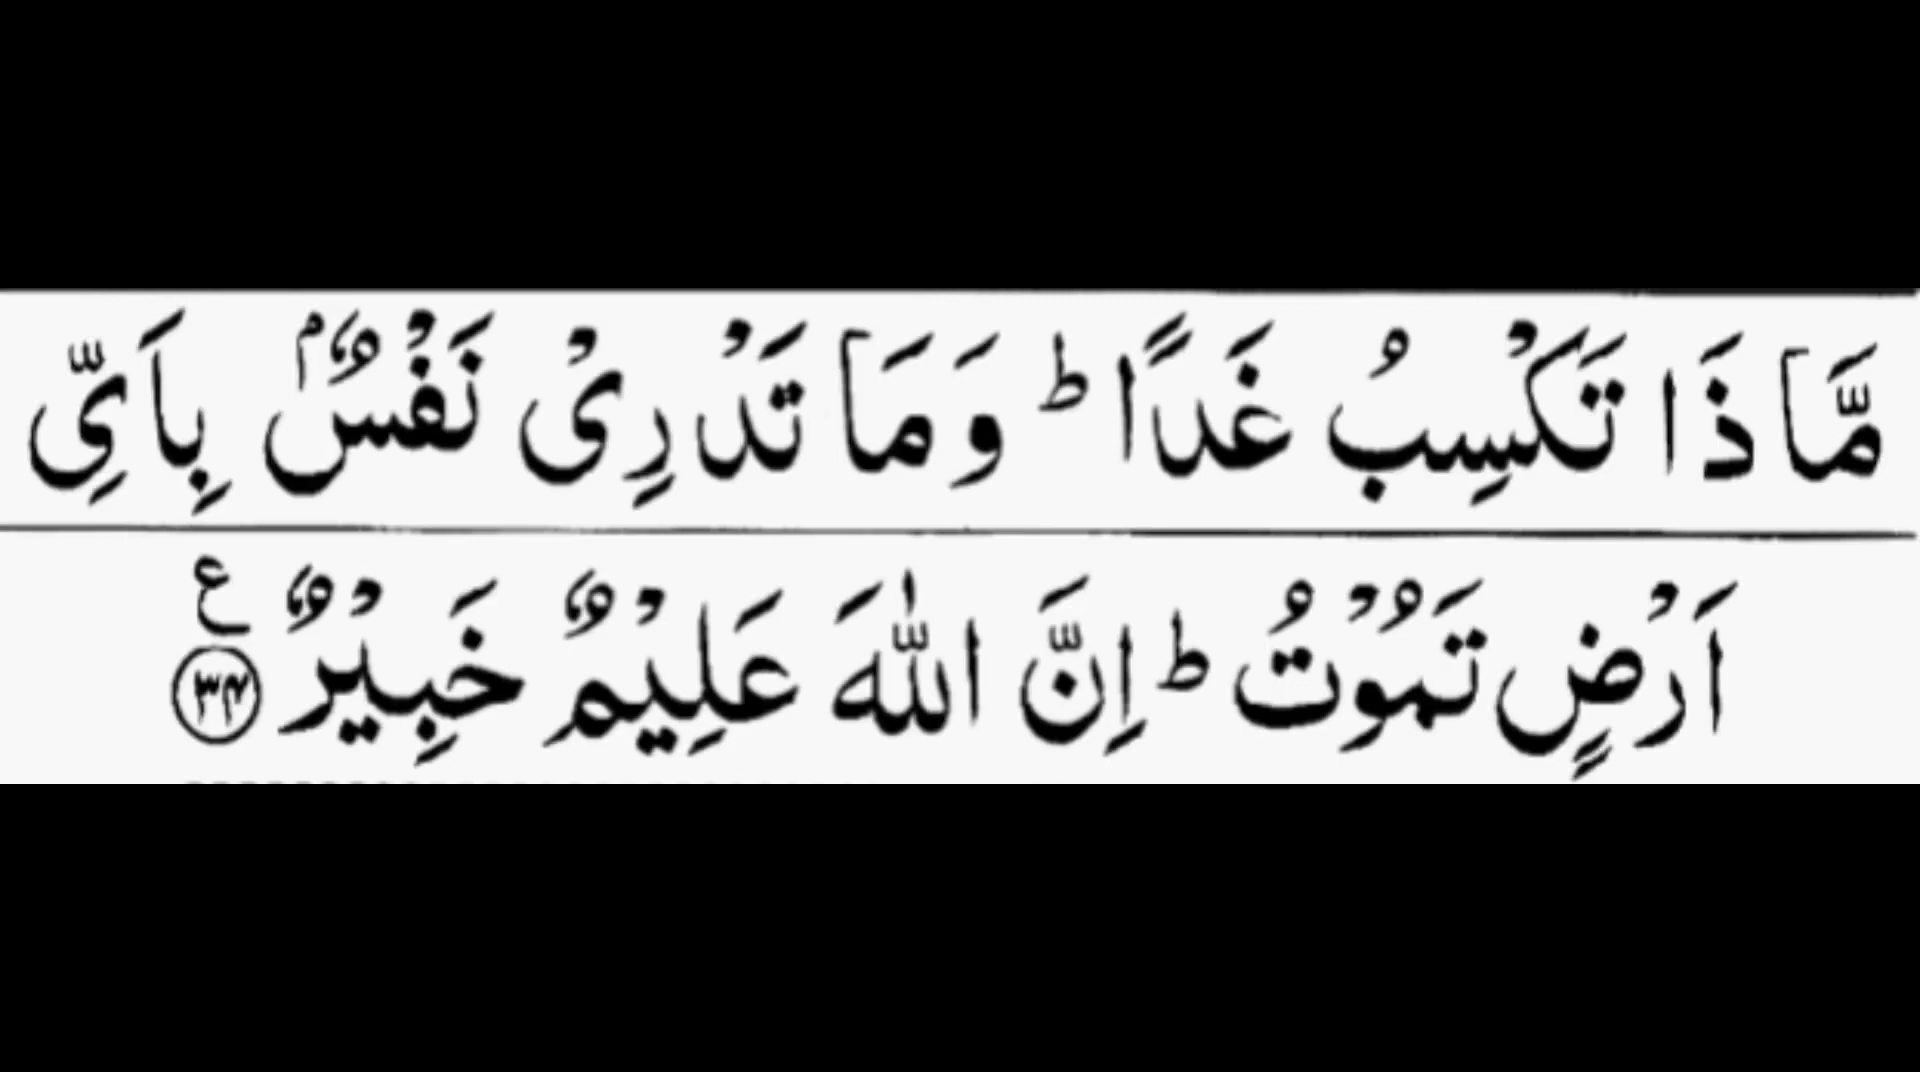 مَّاذَا تَكْسِبُ غَدًا ؕ وَمَا تَدْرِىْ نَفْسٌۢ بِاَىِّ
اَرْضٍ تَمُوْتُ ؕ اِنَّ اللّٰهَ عَلِيْمٌ خَبِيْرٌ ﴿۳۴﴾ ع